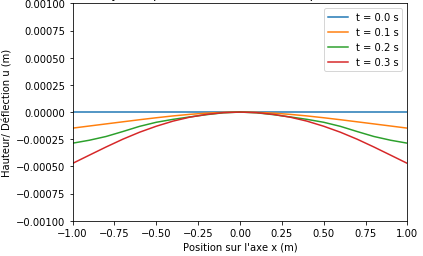 0.00100
0.00075
0.00050
0.00025
0.00000
−0.00025
−0.00050
−0.00075
−0.00100
Hauteur/ Déflection u (m)
t = 0.0 s
t = 0.1 s
t = 0.2 s
t = 0.3 s
−1.00 −0.75 −0.50 −0.25 0.00 0.25 0.50 0.75 1.00
Position sur l'axe x (m)